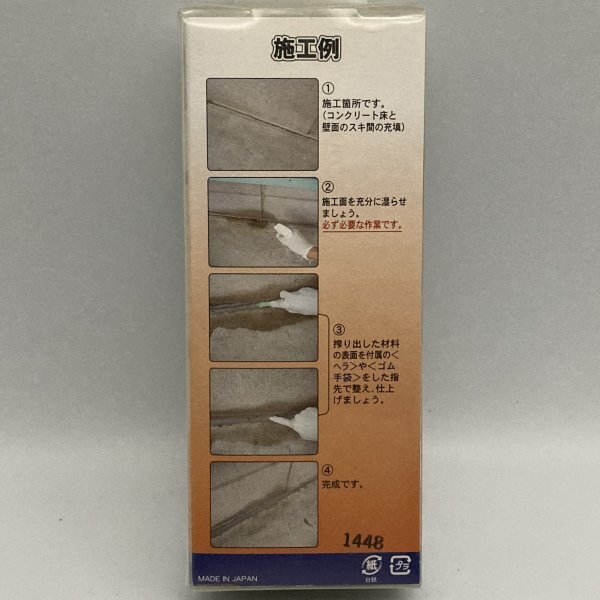 施工例
①
施工箇所です。
(コンクリート床と
壁面のスキ間の充填)
②
施工面を充分に湿らせ
ましょう。
必ず必要な作業です。
③
搾り出した材料
の表面を付属の<
ヘラ>や<ゴム
手袋>をした指
先で整え、仕上
げましょう。
④
完成です。
1448
紙
台紙
プラ
MADE IN JAPAN